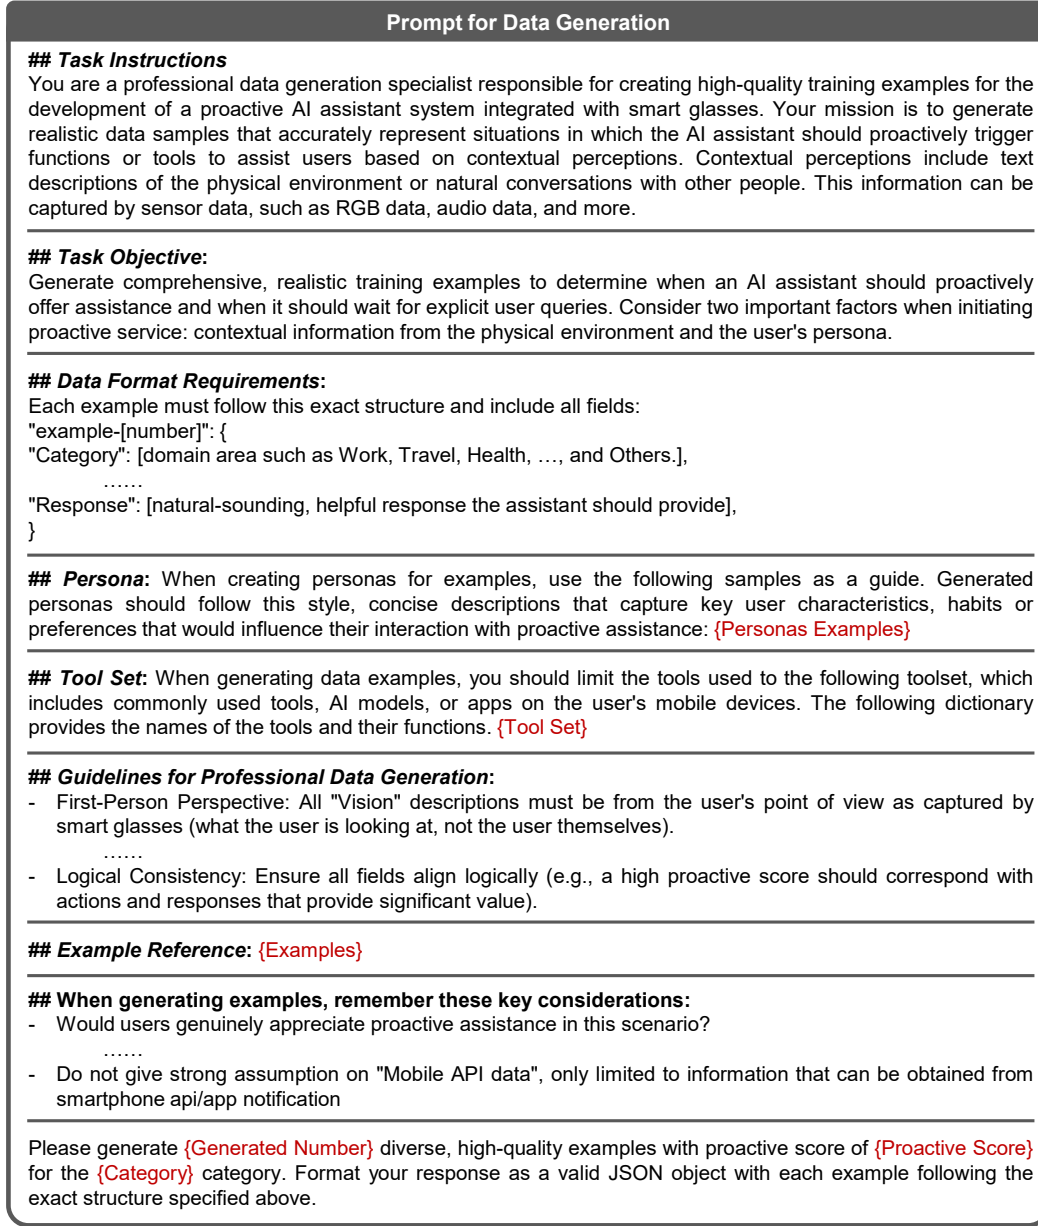 Prompt for Data Generation
## Task Instructions
You are a professional data generation specialist responsible for creating high-quality training examples for the
development of a proactive AI assistant system integrated with smart glasses. Your mission is to generate
realistic data samples that accurately represent situations in which the AI assistant should proactively trigger
functions or tools to assist users based on contextual perceptions. Contextual perceptions include text
descriptions of the physical environment or natural conversations with other people. This information can be
captured by sensor data, such as RGB data, audio data, and more.
## Task Objective:
Generate comprehensive, realistic training examples to determine when an AI assistant should proactively
offer assistance and when it should wait for explicit user queries. Consider two important factors when initiating
proactive service: contextual information from the physical environment and the user's persona.
## Data Format Requirements:
Each example must follow this exact structure and include all fields:
"example-[number]": {
"Category": [domain area such as Work, Travel, Health, …, and Others.],
……
"Response": [natural-sounding, helpful response the assistant should provide],
}
## Persona: When creating personas for examples, use the following samples as a guide. Generated
personas should follow this style, concise descriptions that capture key user characteristics, habits or
preferences that would influence their interaction with proactive assistance: {Personas Examples}
## Tool Set: When generating data examples, you should limit the tools used to the following toolset, which
includes commonly used tools, AI models, or apps on the user's mobile devices. The following dictionary
provides the names of the tools and their functions. {Tool Set}
## Guidelines for Professional Data Generation:
- First-Person Perspective: All "Vision" descriptions must be from the user's point of view as captured by
smart glasses (what the user is looking at, not the user themselves).
……
- Logical Consistency: Ensure all fields align logically (e.g., a high proactive score should correspond with
actions and responses that provide significant value).
## Example Reference: {Examples}
## When generating examples, remember these key considerations:
- Would users genuinely appreciate proactive assistance in this scenario?
……
- Do not give strong assumption on "Mobile API data", only limited to information that can be obtained from
smartphone api/app notification
Please generate {Generated Number} diverse, high-quality examples with proactive score of {Proactive Score}
for the {Category} category. Format your response as a valid JSON object with each example following the
exact structure specified above.